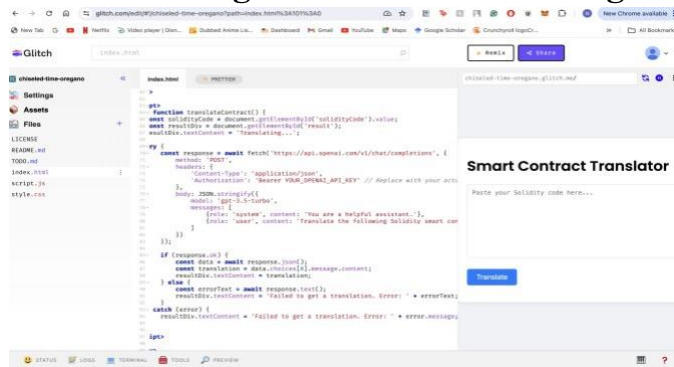 glitch.com/edit/#!/chiseled-time-oregano?path=index.html%3A101%3A0
New Chrome available
New Tab
Netflix
Dubbed Anime Lis...
Dashboard
Gmail
YouTube
Maps
Google Scholar
Crunchyroll logoCr...
All Bookmarks
Glitch
index.html
Remix
Share
chiseled-time-oregano
index.html
PRETTIER
chiseled-time-oregano.glitch.me/
Settings
Assets
Files
LICENSE
README.md
TODO.md
index.html
script.js
style.css
pt>
function translateContract() {
onst solidityCode = document.getElementById('solidityCode').value;
onst resultDiv = document.getElementById('result');
esultDiv.textContent = 'Translating...';
ry {
const response = await fetch('https://api.openai.com/v1/chat/completions', {
method: 'POST',
headers: {
'Content-Type': 'application/json',
'Authorization': 'Bearer YOUR_OPENAI_API_KEY' // Replace with your actu
},
body: JSON.stringify({
model: 'gpt-3.5-turbo',
messages: [
{role: 'system', content: 'You are a helpful assistant.'},
{role: 'user', content: 'Translate the following Solidity smart con
]
})
});
if (response.ok) {
const data = await response.json();
const translation = data.choices[0].message.content;
resultDiv.textContent = translation;
} else {
const errorText = await response.text();
resultDiv.textContent = 'Failed to get a translation. Error: ' + errorText;
catch (error) {
resultDiv.textContent = 'Failed to get a translation. Error: ' + error.message;
ipt>
Smart Contract Translator
Paste your Solidity code here...
Translate
STATUS
LOGS
TERMINAL
TOOLS
PREVIEW